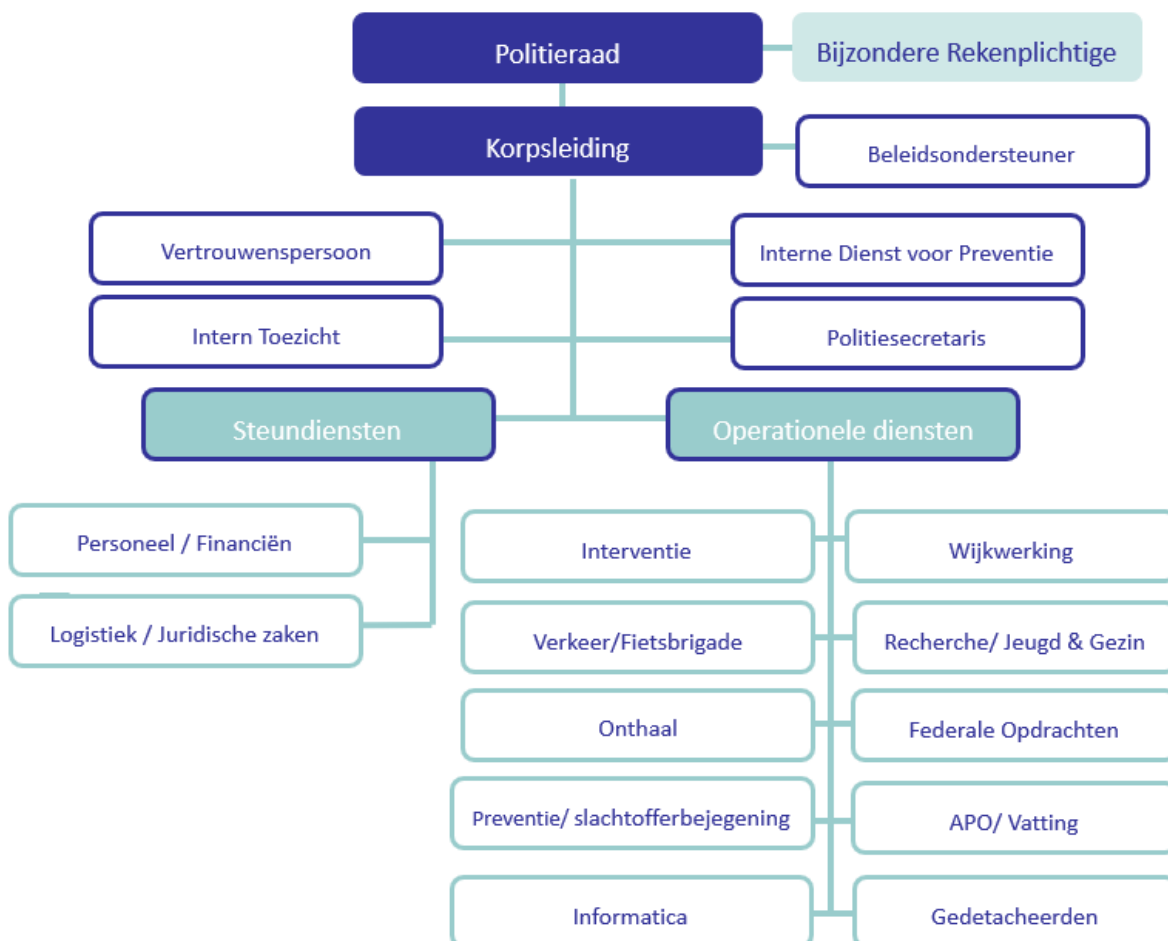 Politieraad
Bijzondere Rekenplichtige
Korpsleiding
Beleidsondersteuner
Vertrouwenspersoon
Interne Dienst voor Preventie
Intern Toezicht
Politiesecretaris
Steundiensten
Operationele diensten
Personeel / Financiën
Interventie
Wijkwerking
Logistiek / Juridische zaken
Verkeer/Fietsbrigade
Recherche/ Jeugd & Gezin
Onthaal
Federale Opdrachten
Preventie/ slachtofferbejegening
APO/ Vatting
Informatica
Gedetacheerden